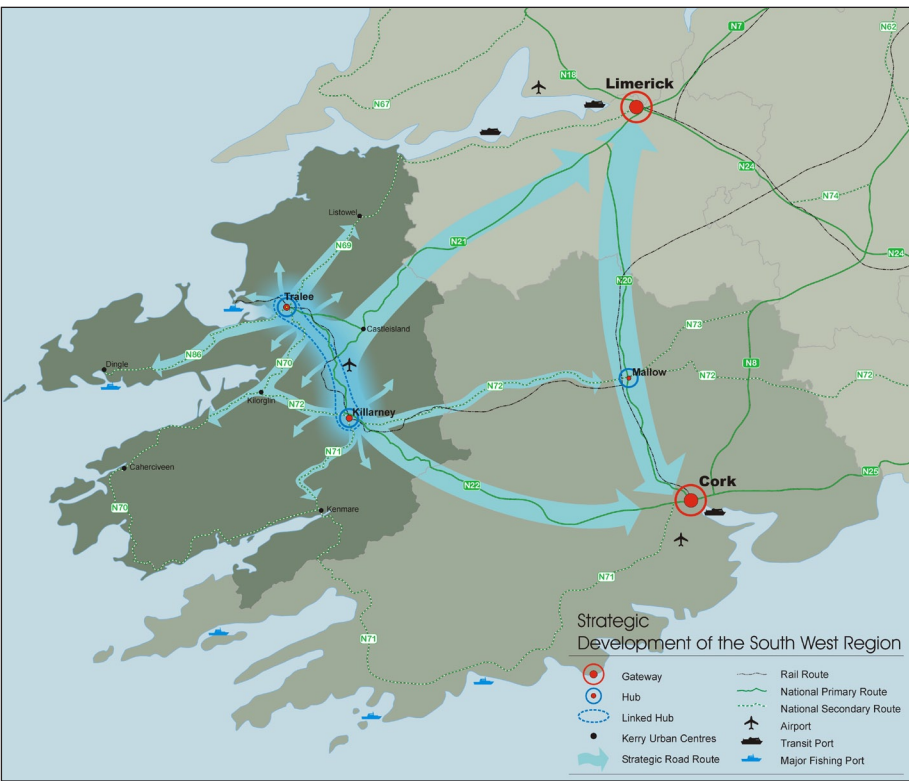 N7
N62
N18
Limerick
N67
N24
N74
Listowel
N69
N21
N24
Tralee
N20
Castleisland
N73
N86
N70
N8
Dingle
Mallow
N72
N72
N72
Kilorglin
N72
Killarney
N71
Caherciveen
N22
Cork
N25
N70
Kenmare
N71
N71
Strategic
Development of the South West Region
Gateway
Hub
Linked Hub
Kerry Urban Centres
Strategic Road Route
Rail Route
National Primary Route
National Secondary Route
Airport
Transit Port
Major Fishing Port